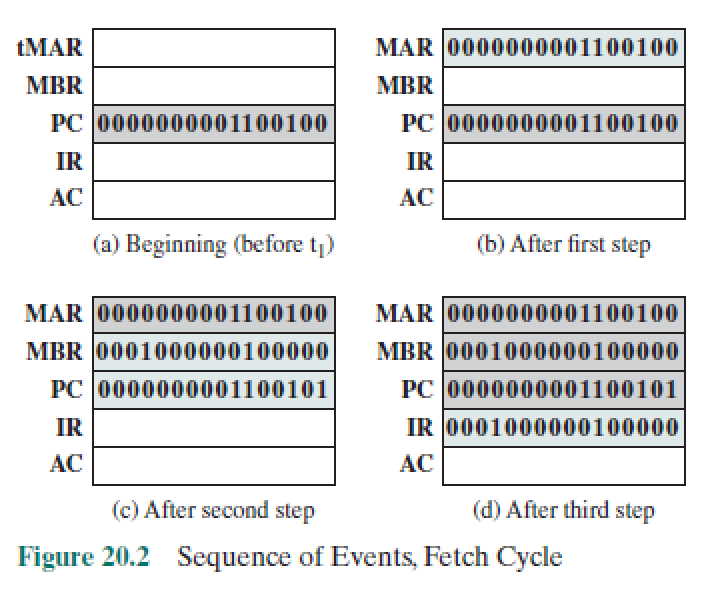 tMAR
MBR
PC 0000000001100100
IR
AC
(a) Beginning (before t1)
MAR 0000000001100100
MBR
PC 0000000001100100
IR
AC
(b) After first step
MAR 0000000001100100
MBR 0001000000100000
PC 0000000001100101
IR
AC
(c) After second step
MAR 0000000001100100
MBR 0001000000100000
PC 0000000001100101
IR 0001000000100000
AC
(d) After third step
Figure 20.2 Sequence of Events, Fetch Cycle